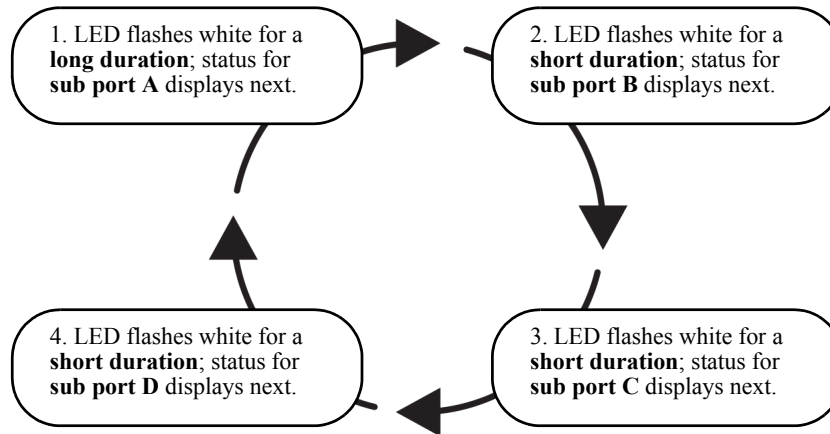 1. LED flashes white for a
long duration; status for
sub port A displays next.
2. LED flashes white for a
short duration; status for
sub port B displays next.
3. LED flashes white for a
short duration; status for
sub port C displays next.
4. LED flashes white for a
short duration; status for
sub port D displays next.